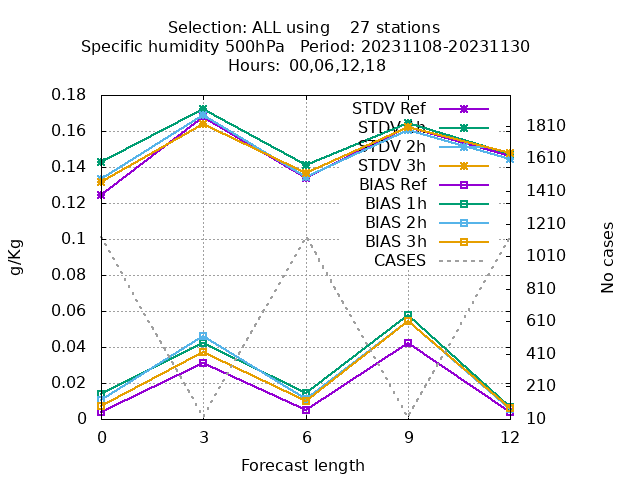 Selection: ALL using    27 stations
Specific humidity 500hPa   Period: 20231108-20231130
Hours: 00,06,12,18
0.18
0.16
0.14
0.12
0.1
0.08
0.06
0.04
0.02
0
g/Kg
STDV Ref
STDV 1h
STDV 2h
STDV 3h
BIAS Ref
BIAS 1h
BIAS 2h
BIAS 3h
CASES
1810
1610
1410
1210
1010
810
610
410
210
10
No cases
0 3 6 9 12
Forecast length